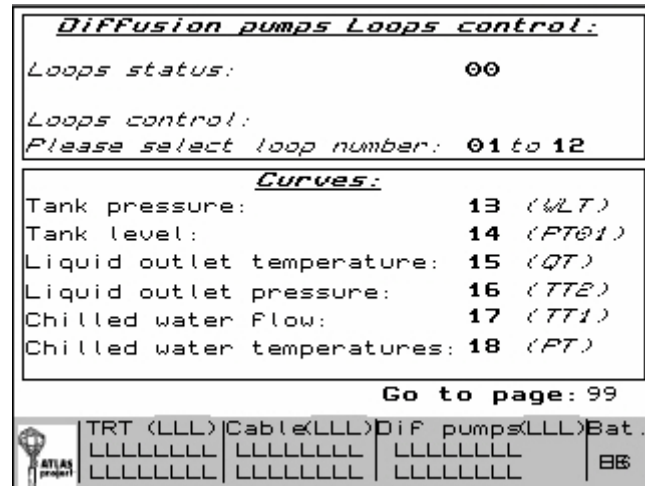 Diffusion pumps Loops control:
Loops status: 00
Loops control:
Please select loop number: 01 to 12
Curves:
Tank pressure: 13 (WLT)
Tank level: 14 (PT01)
Liquid outlet temperature: 15 (QT)
Liquid outlet pressure: 16 (TT2)
Chilled water flow: 17 (TT1)
Chilled water temperatures: 18 (PT)
Go to page: 99
TRT (LLL) Cable(LLL) Dif pumps(LLL) Bat.
LLLLLLLL LLLLLLLL LLLLLLLL
LLLLLLLL LLLLLLLL LLLLLLLL
ATLAS
project